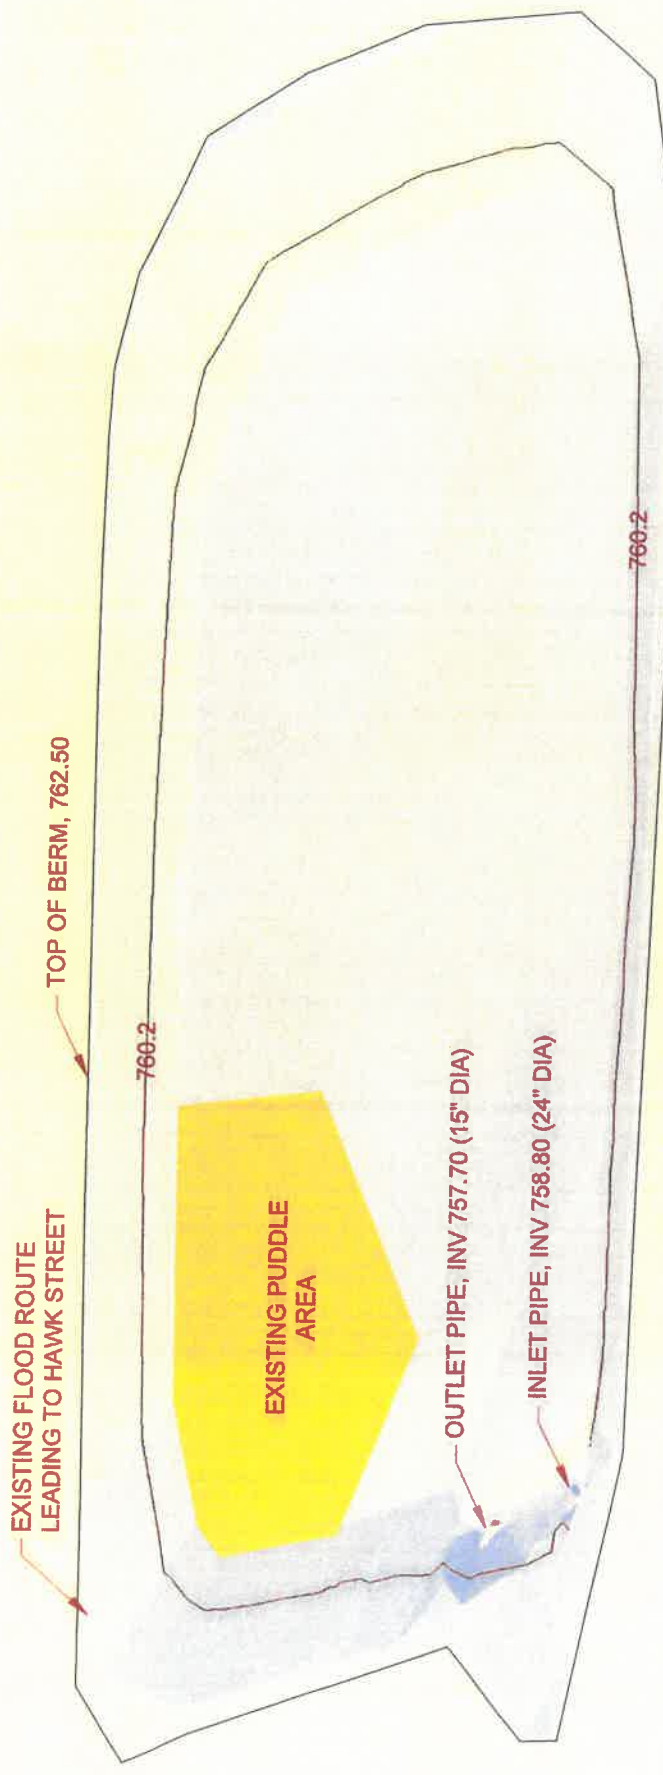 EXISTING FLOOD ROUTE
LEADING TO HAWK STREET
TOP OF BERM, 762.50
760.2
EXISTING PUDDLE
AREA
OUTLET PIPE, INV 757.70 (15" DIA)
INLET PIPE, INV 758.80 (24" DIA)
760.2